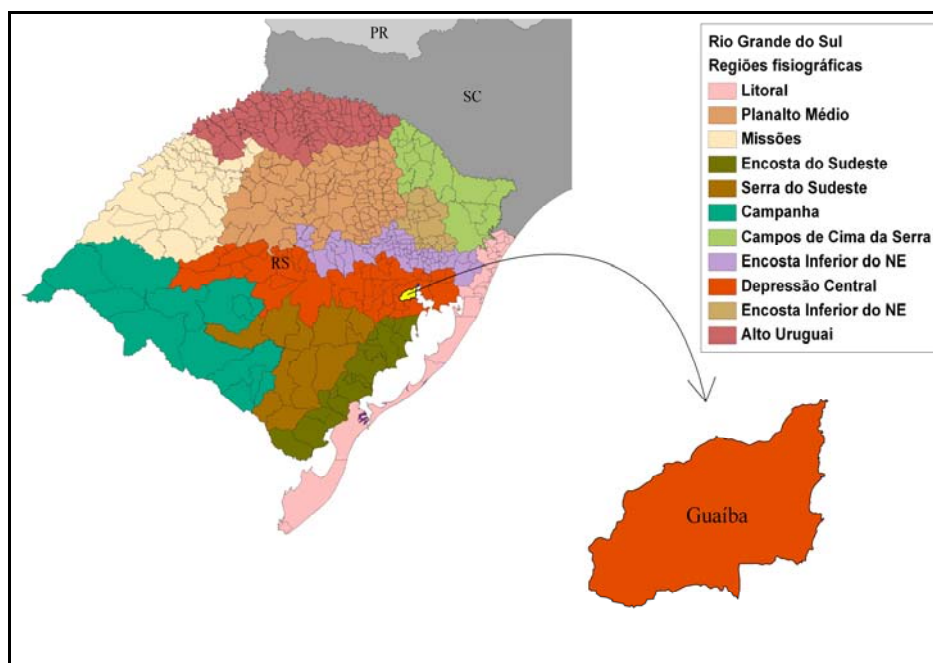 PR
SC
RS
Rio Grande do Sul
Regiões fisiográficas
Litoral
Planalto Médio
Missões
Encosta do Sudeste
Serra do Sudeste
Campanha
Campos de Cima da Serra
Encosta Inferior do NE
Depressão Central
Encosta Inferior do NE
Alto Uruguai
Guaíba